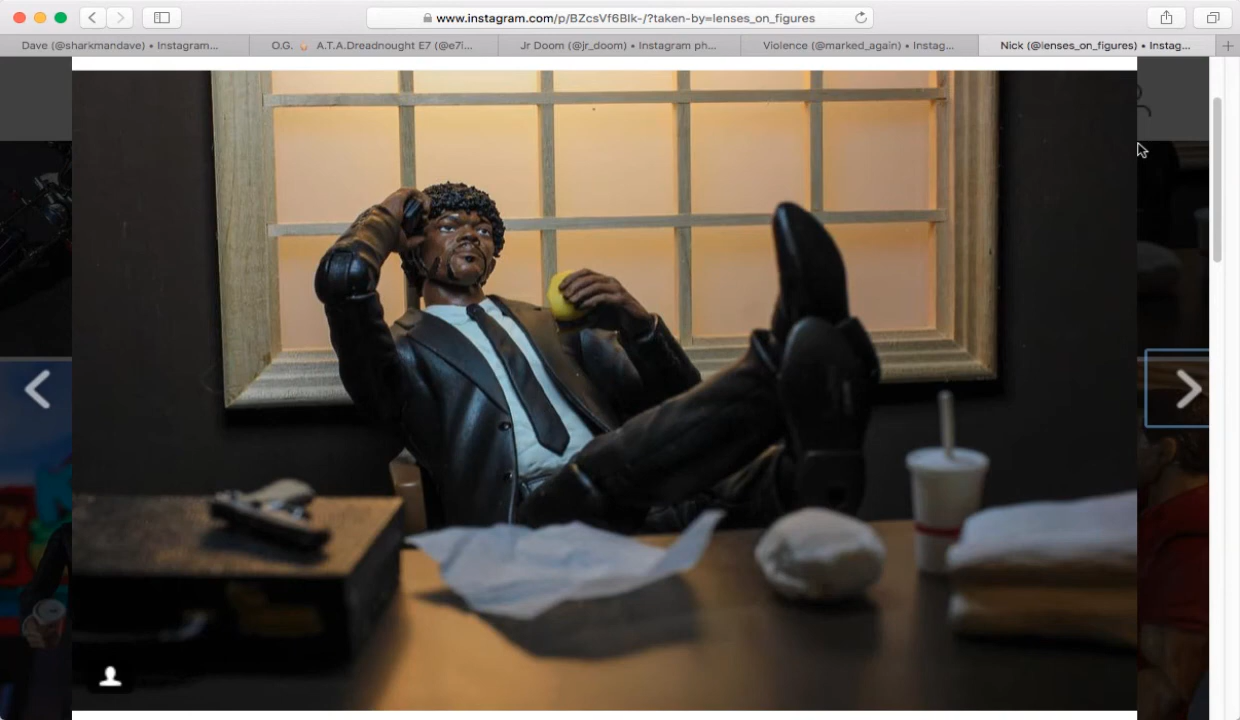 www.instagram.com/p/BZcsVf6Blk-/?taken-by=lenses_on_figures
Dave (@sharkmandave) • Instagram...
O.G. A.T.A.Dreadnought E7 (@e7i...
Jr Doom (@jr_doom) • Instagram ph...
Violence (@marked_again) • Instag...
Nick (@lenses_on_figures) • Instag...